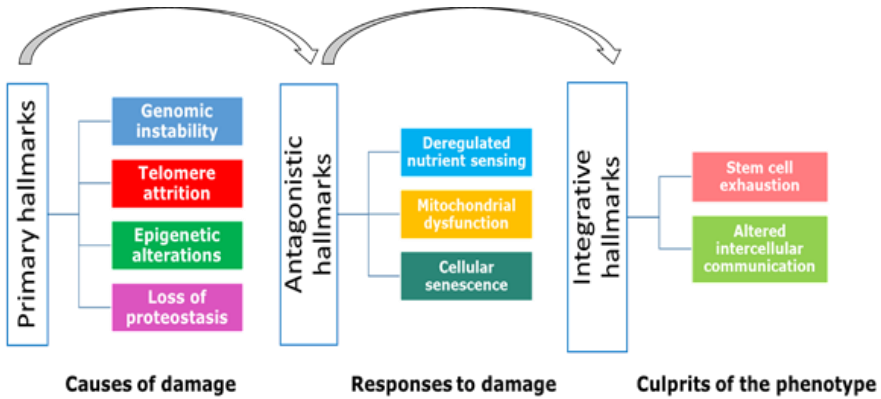 Primary hallmarks
Genomic
instability
Telomere
attrition
Epigenetic
alterations
Loss of
proteostasis
Causes of damage
Antagonistic
hallmarks
Deregulated
nutrient sensing
Mitochondrial
dysfunction
Cellular
senescence
Responses to damage
Integrative
hallmarks
Stem cell
exhaustion
Altered
intercellular
communication
Culprits of the phenotype